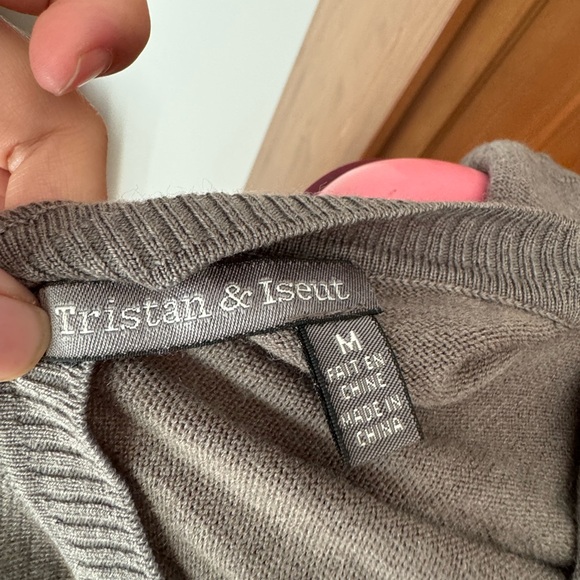 Tristan & Iseut
M
FAIT EN
CHINE
MADE IN
CHINA